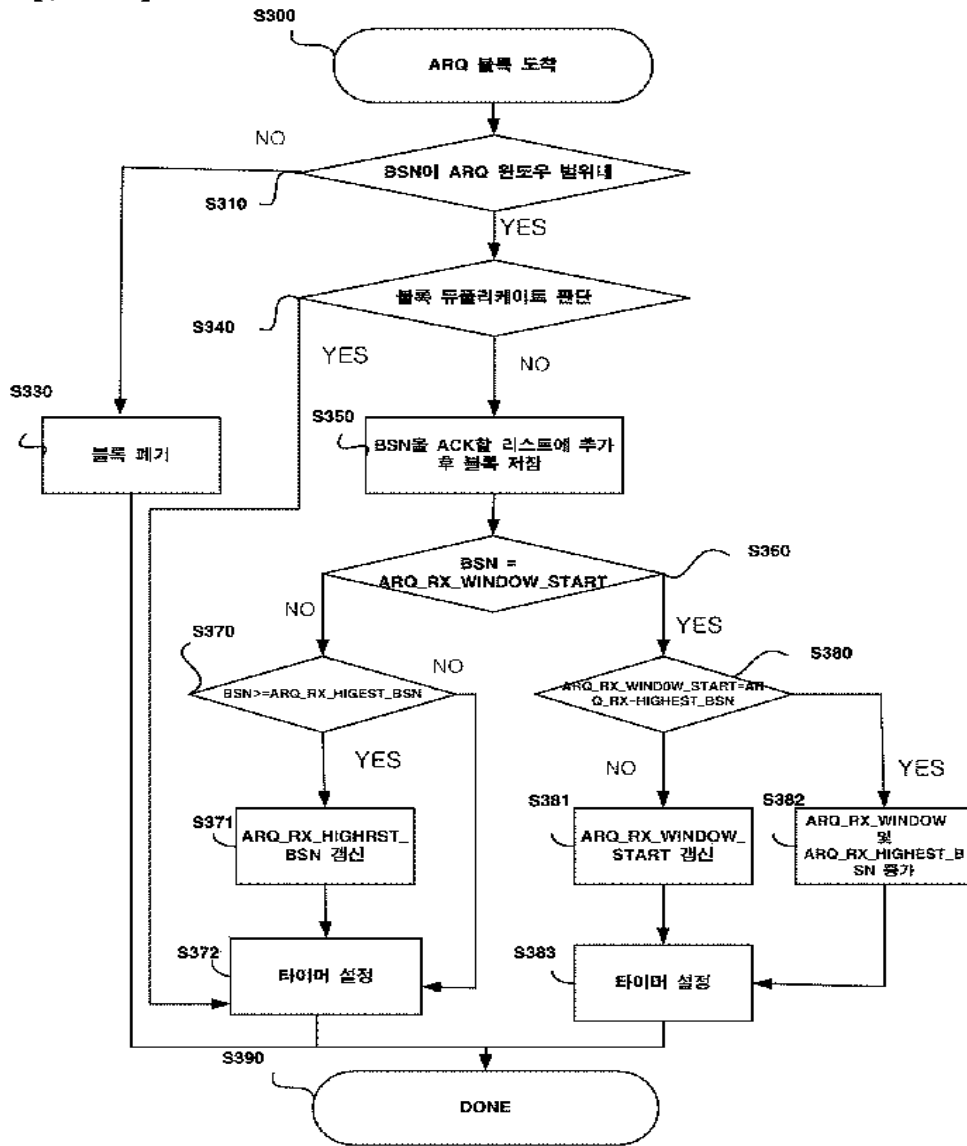 S300
ARQ 블록 도착
NO
BSN이 ARQ 윈도우 범위내
S310
YES
블록 듀플리케이트 판단
S340
YES
NO
S330
S350
블록 폐기
BSN을 ACK할 리스트에 추가
후 블록 저장
BSN =
ARQ_RX_WINDOW_START
S360
NO
YES
S370
NO
S380
BSN>=ARQ_RX_HIGEST_BSN
ARQ_RX_WINDOW_START=AR
Q_RX-HIGHEST_BSN
YES
NO
YES
S371
S381
S382
ARQ_RX_HIGHRST_
BSN 갱신
ARQ_RX_WINDOW_
START 갱신
ARQ_RX_WINDOW
및
ARQ_RX_HIGHEST_B
SN 증가
S372
S383
타이머 설정
타이머 설정
S390
DONE